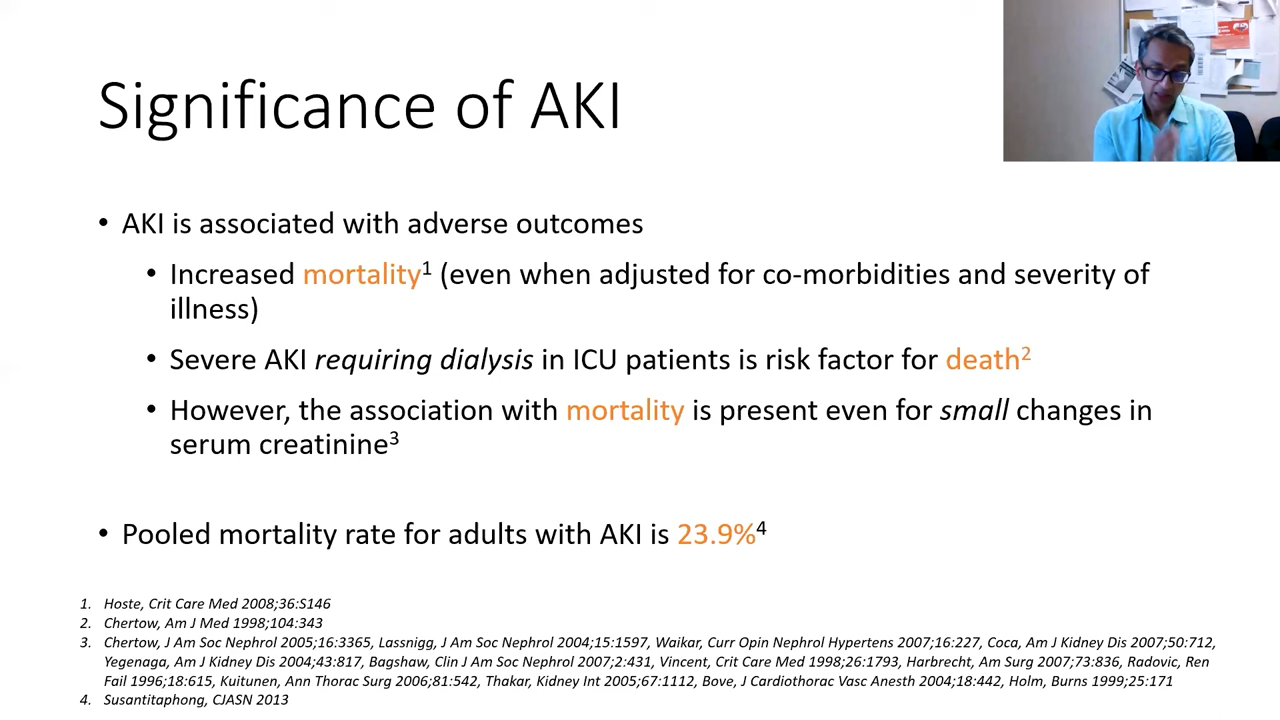 Significance of AKI
• AKI is associated with adverse outcomes
• Increased mortality¹ (even when adjusted for co-morbidities and severity of
illness)
• Severe AKI requiring dialysis in ICU patients is risk factor for death²
• However, the association with mortality is present even for small changes in
serum creatinine³
• Pooled mortality rate for adults with AKI is 23.9%⁴
1. Hoste, Crit Care Med 2008;36:S146
2. Chertow, Am J Med 1998;104:343
3. Chertow, J Am Soc Nephrol 2005;16:3365, Lassnigg, J Am Soc Nephrol 2004;15:1597, Waikar, Curr Opin Nephrol Hypertens 2007;16:227, Coca, Am J Kidney Dis 2007;50:712,
Yegenaga, Am J Kidney Dis 2004;43:817, Bagshaw, Clin J Am Soc Nephrol 2007;2:431, Vincent, Crit Care Med 1998;26:1793, Harbrecht, Am Surg 2007;73:836, Radovic, Ren
Fail 1996;18:615, Kuitunen, Ann Thorac Surg 2006;81:542, Thakar, Kidney Int 2005;67:1112, Bove, J Cardiothorac Vasc Anesth 2004;18:442, Holm, Burns 1999;25:171
4. Susantitaphong, CJASN 2013